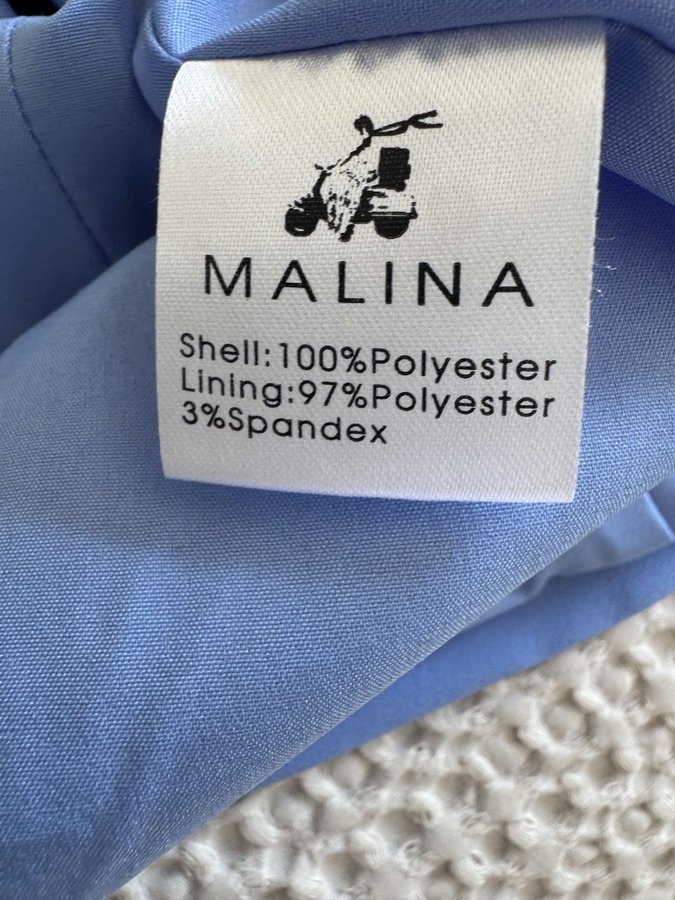 MALINA
Shell:100%Polyester
Lining:97%Polyester
3%Spandex